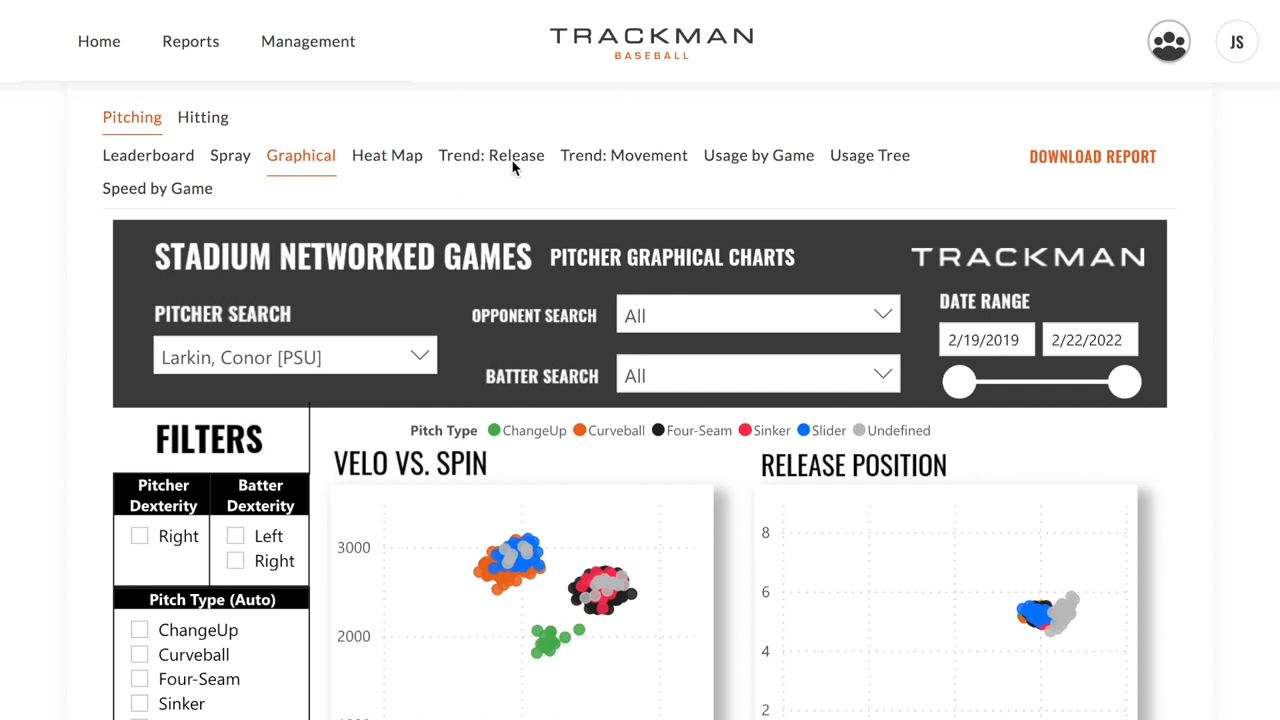 Home Reports Management
TRACKMAN
BASEBALL
JS
Pitching Hitting
Leaderboard Spray Graphical Heat Map Trend: Release Trend: Movement Usage by Game Usage Tree
DOWNLOAD REPORT
Speed by Game
STADIUM NETWORKED GAMES PITCHER GRAPHICAL CHARTS
TRACKMAN
PITCHER SEARCH
Larkin, Conor [PSU]
OPPONENT SEARCH All
BATTER SEARCH All
DATE RANGE
2/19/2019 2/22/2022
FILTERS
Pitcher Dexterity
Right
Batter Dexterity
Left
Right
Pitch Type (Auto)
ChangeUp
Curveball
Four-Seam
Sinker
Pitch Type ChangeUp Curveball Four-Seam Sinker Slider Undefined
VELO VS. SPIN
3000
2000
RELEASE POSITION
8
6
4
2